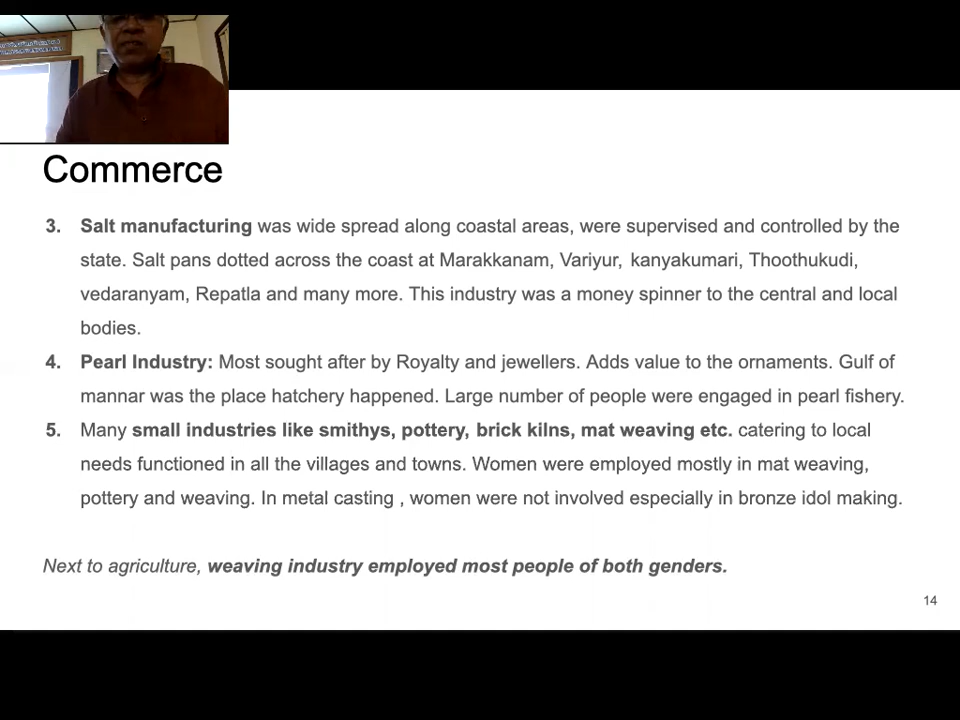 Commerce
3. Salt manufacturing was wide spread along coastal areas, were supervised and controlled by the
state. Salt pans dotted across the coast at Marakkanam, Variyur, kanyakumari, Thoothukudi,
vedaranyam, Repatla and many more. This industry was a money spinner to the central and local
bodies.
4. Pearl Industry: Most sought after by Royalty and jewellers. Adds value to the ornaments. Gulf of
mannar was the place hatchery happened. Large number of people were engaged in pearl fishery.
5. Many small industries like smithys, pottery, brick kilns, mat weaving etc. catering to local
needs functioned in all the villages and towns. Women were employed mostly in mat weaving,
pottery and weaving. In metal casting , women were not involved especially in bronze idol making.
Next to agriculture, weaving industry employed most people of both genders.
14